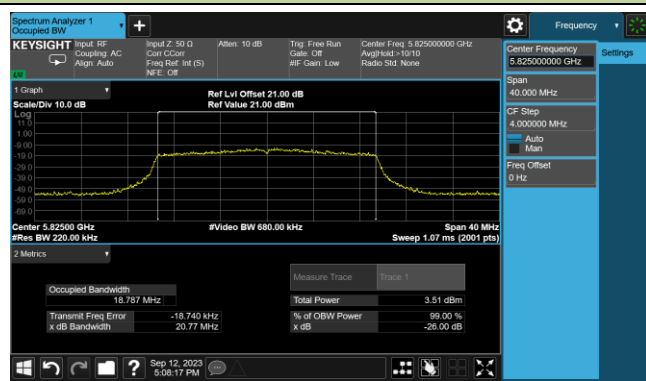 Spectrum Analyzer 1
Occupied BW
Frequency
KEYSIGHT
Input: RF
Coupling: AC
Align: Auto
Input Z: 50 Ω
Corr CCorr
Freq Ref: Int (S)
NFE: Off
Atten: 10 dB
Trig: Free Run
Gate: Off
#IF Gain: Low
Center Freq: 5.825000000 GHz
Avg|Hold:>10/10
Radio Std: None
Center Frequency
5.825000000 GHz
Settings
Span
40.000 MHz
CF Step
4.000000 MHz
Auto
Man
Freq Offset
0 Hz
1 Graph
Scale/Div 10.0 dB
Ref Lvl Offset 21.00 dB
Ref Value 21.00 dBm
Log
11.0
1.00
-9.00
-19.0
-29.0
-39.0
-49.0
-59.0
-69.0
Center 5.82500 GHz
#Res BW 220.00 kHz
#Video BW 680.00 kHz
Span 40 MHz
Sweep 1.07 ms (2001 pts)
2 Metrics
Measure Trace
Trace 1
Occupied Bandwidth
18.787 MHz
Total Power
3.51 dBm
Transmit Freq Error
-18.740 kHz
% of OBW Power
99.00 %
x dB Bandwidth
20.77 MHz
x dB
-26.00 dB
Sep 12, 2023
5:08:17 PM